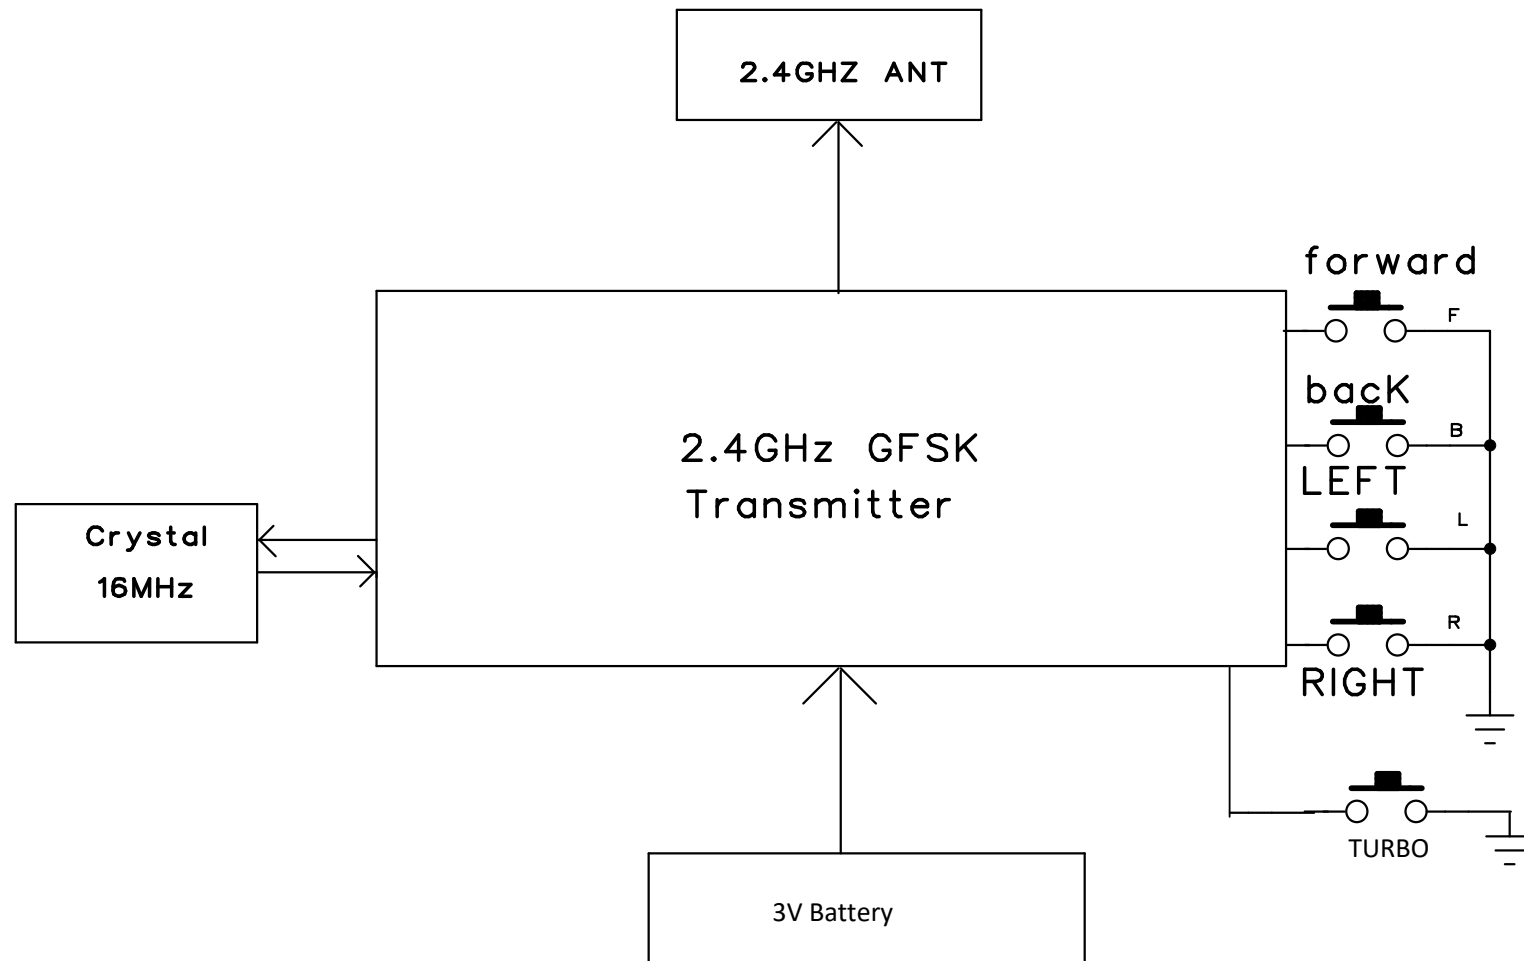 2.4GHZ ANT
forward
F
bacK
B
2.4GHz GFSK
Transmitter
LEFT
L
Crystal
16MHz
R
RIGHT
TURBO
3V Battery